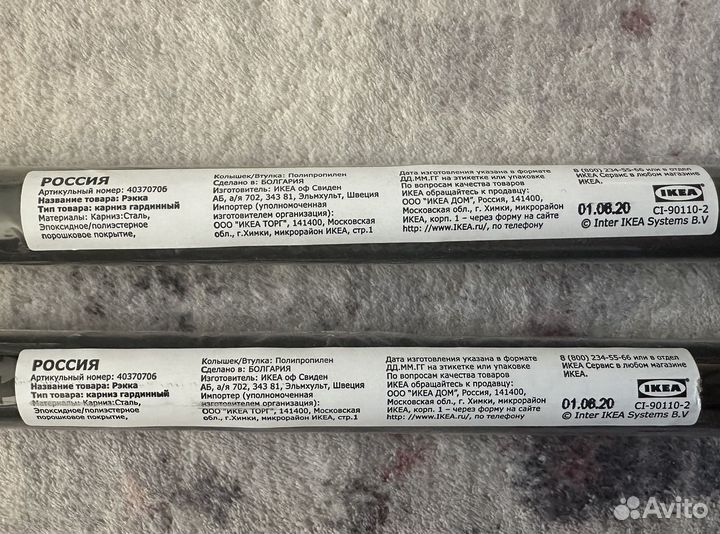 РОССИЯ
Артикульный номер: 40370706
Название товара: Рэкка
Тип товара: карниз гардинный
Материалы: Карниз:Сталь,
Эпоксидное/полиэстерное
порошковое покрытие,
Колышек/Втулка: Полипропилен
Сделано в: БОЛГАРИЯ
Изготовитель: ИКЕА оф Свиден
АБ, а/я 702, 343 81, Эльмхульт, Швеция
Импортер (уполномоченная
изготовителем организация):
ООО "ИКЕА ТОРГ", 141400, Московская
обл., г.Химки, микрорайон ИКЕА, стр.1
Дата изготовления указана в формате
ДД.ММ.ГГ на этикетке или упаковке
По вопросам качества товаров
ИКЕА обращайтесь к продавцу:
ООО "ИКЕА ДОМ", Россия, 141400,
Московская обл., г. Химки, микрорайон
ИКЕА, корп. 1 – через форму на сайте
http://www.IKEA.ru/, по телефону
8 (800) 234-55-66 или в отдел
ИКЕА Сервис в любом магазине
ИКЕА.
01.06.20
IKEA
CI-90110-2
© Inter IKEA Systems B.V
РОССИЯ
Артикульный номер: 40370706
Название товара: Рэкка
Тип товара: карниз гардинный
Материалы: Карниз:Сталь,
Эпоксидное/полиэстерное
порошковое покрытие,
Колышек/Втулка: Полипропилен
Сделано в: БОЛГАРИЯ
Изготовитель: ИКЕА оф Свиден
АБ, а/я 702, 343 81, Эльмхульт, Швеция
Импортер (уполномоченная
изготовителем организация):
ООО "ИКЕА ТОРГ", 141400, Московская
обл., г.Химки, микрорайон ИКЕА, стр.1
Дата изготовления указана в формате
ДД.ММ.ГГ на этикетке или упаковке
По вопросам качества товаров
ИКЕА обращайтесь к продавцу:
ООО "ИКЕА ДОМ", Россия, 141400,
Московская обл., г. Химки, микрорайон
ИКЕА, корп. 1 – через форму на сайте
http://www.IKEA.ru/, по телефону
8 (800) 234-55-66 или в отдел
ИКЕА Сервис в любом магазине
ИКЕА.
01.06.20
IKEA
CI-90110-2
© Inter IKEA Systems B.V
Avito